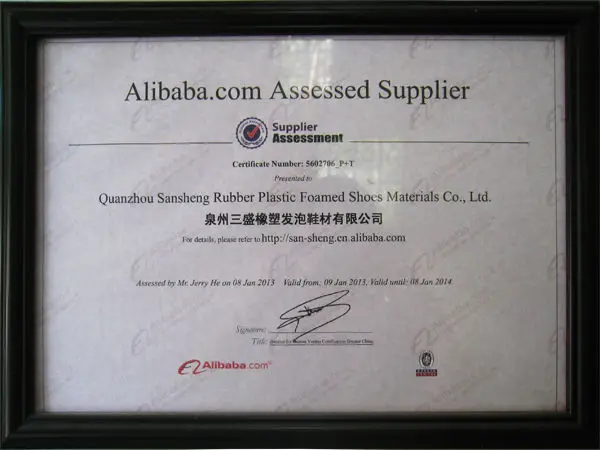 Alibaba.com Assessed Supplier
Supplier
Assessment
Certificate Number: 5602706_P+T
Presented to
Quanzhou Sansheng Rubber Plastic Foamed Shoes Materials Co., Ltd.
泉州三盛橡塑发泡鞋材有限公司
For details, please refer to http://san-sheng.en.alibaba.com
Assessed by Mr. Jerry He on 08 Jan 2013 Valid from: 09 Jan 2013, Valid until: 08 Jan 2014
Signature:
Title:
Alibaba.com